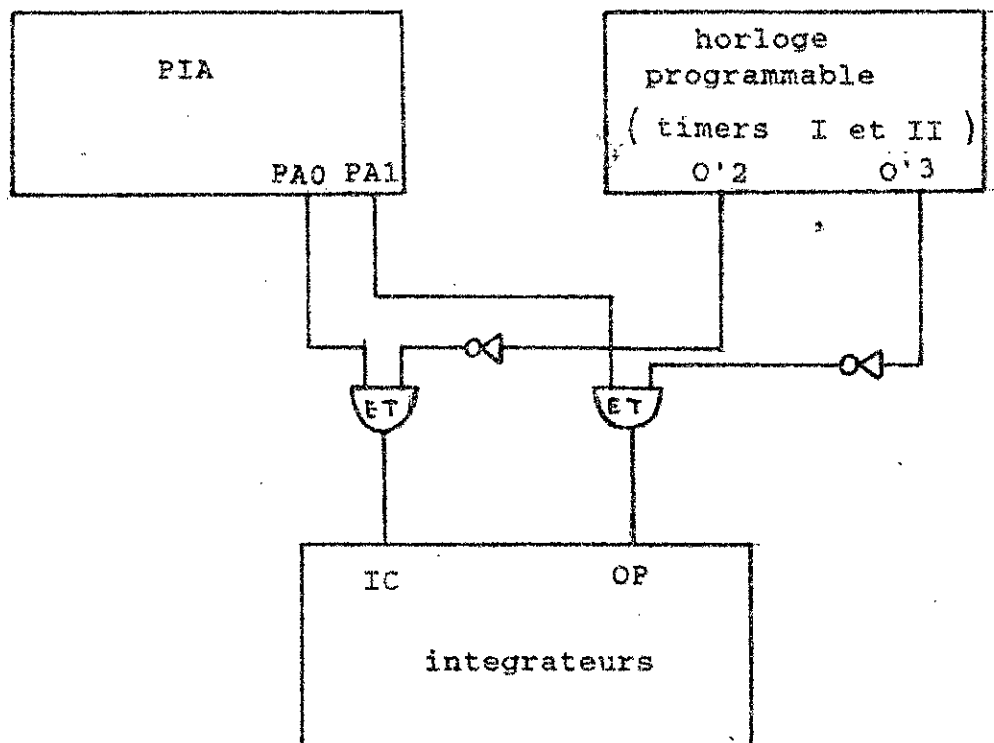 PIA
PA0 PA1
horloge
programmable
( timers I et II )
O'2 O'3
ET
ET
IC OP
integrateurs